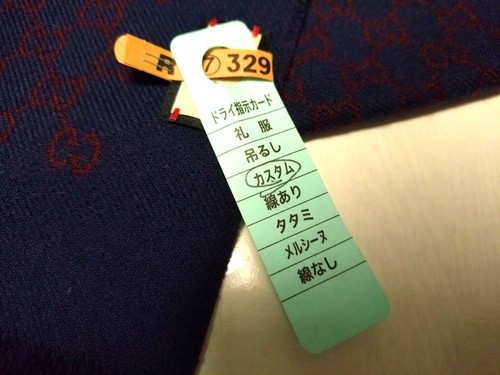 R⑦329
ドライ指示カード
礼 服
吊るし
カスタム
線あり
タタミ
メルシーヌ
線なし